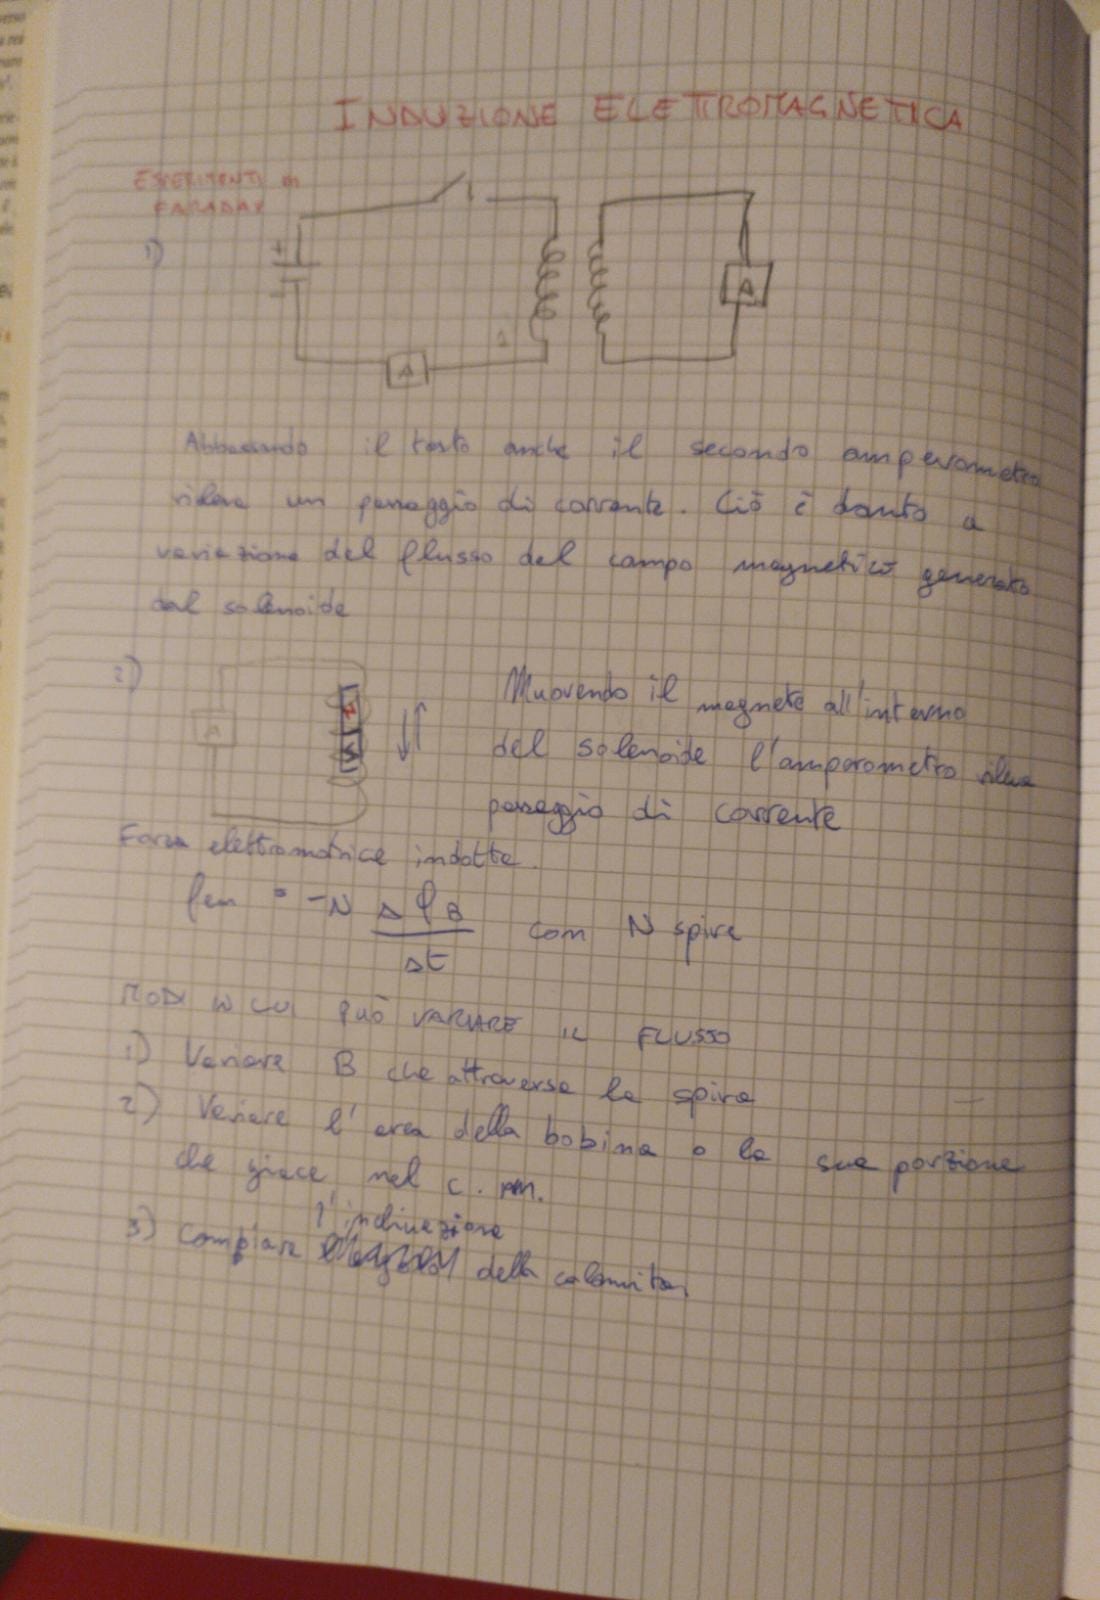 INDUZIONE ELETTROMAGNETICA
ESPERIMENTI DI
FARADAY
1)
+
-
A
A
Abbassando il tasto anche il secondo amperometro
rileva un passaggio di corrente. Ciò è dovuto a
variazione del flusso del campo magnetico generato
dal solenoide
2)
A
Muovendo il magnete all'interno
del solenoide l'amperometro rileva
passaggio di corrente
Forza elettromotrice indotta.
fem = -N ΔφB
Δt
con N spire
MODI IN CUI PUÒ VARIARE IL FLUSSO
1) Variare B che attraversa la spira
2) Variare l'area della bobina o la sua porzione
che giace nel c. m.
l'inclinazione
3) Cambiare della calamita